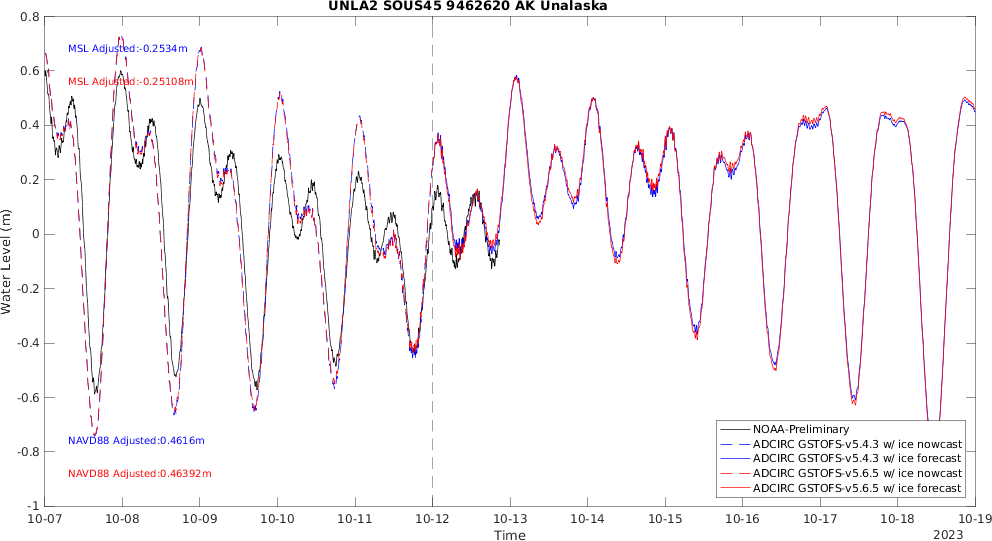 UNLA2 SOUS45 9462620 AK Unalaska
0.8
MSL Adjusted:-0.2534m
0.6
MSL Adjusted:-0.25108m
0.4
0.2
0
Water Level (m)
-0.2
-0.4
-0.6
NOAA-Preliminary
NAVD88 Adjusted:0.4616m
ADCIRC GSTOFS-v5.4.3 w/ ice nowcast
-0.8
ADCIRC GSTOFS-v5.4.3 w/ ice forecast
NAVD88 Adjusted:0.46392m
ADCIRC GSTOFS-v5.6.5 w/ ice nowcast
ADCIRC GSTOFS-v5.6.5 w/ ice forecast
-1
10-07 10-08 10-09 10-10 10-11 10-12 10-13 10-14 10-15 10-16 10-17 10-18 10-19
Time
2023